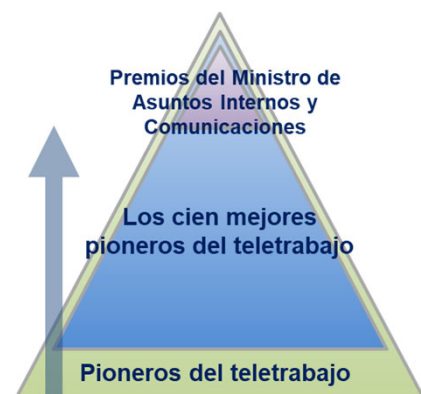 Premios del Ministro de
Asuntos Internos y
Comunicaciones
Los cien mejores
pioneros del teletrabajo
Pioneros del teletrabajo